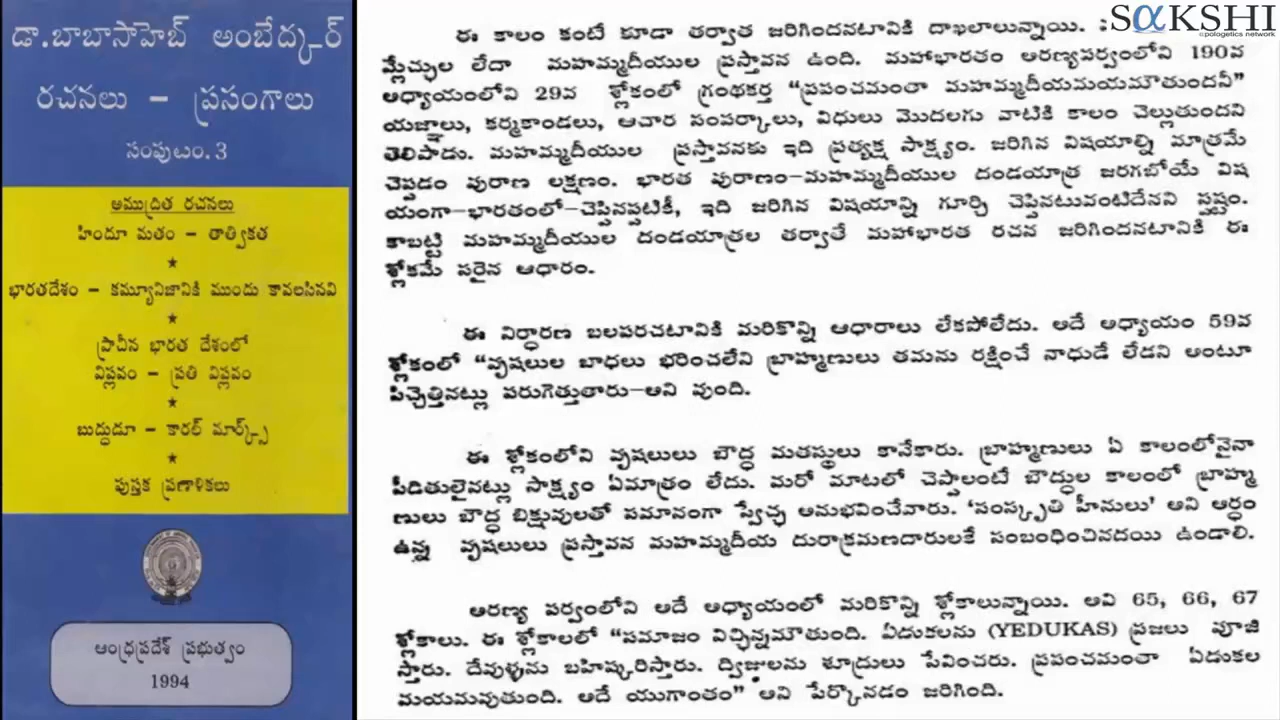 డా.బాబాసాహెబ్ అంబేద్కర్
రచనలు – ప్రసంగాలు
సంపుటం.3
అముద్రిత రచనలు
హిందూ మతం – తాత్వికత
★
భారతదేశం – కమ్యూనిజానికి ముందు కావలసినవి
★
ప్రాచీన భారత దేశంలో
విప్లవం – ప్రతి విప్లవం
★
బుద్ధుడూ – కారల్ మార్క్స్
★
పుస్తక ప్రణాళికలు
ఆంధ్రప్రదేశ్ ప్రభుత్వం
1994
SαKSHI
αpologetics network
ఈ కాలం కంటే కూడా తర్వాత జరిగిందనటానికి దాఖలాలున్నాయి. :
మ్లేచ్ఛుల లేదా మహమ్మదీయుల ప్రస్తావన ఉంది. మహాభారతం అరణ్యపర్వంలోని 190వ
అధ్యాయంలోని 29వ శ్లోకంలో గ్రంథకర్త “ప్రపంచమంతా మహమ్మదీయమయమౌతుందనీ”
యజ్ఞాలు, కర్మకాండలు, ఆచార సంపర్కాలు, విధులు మొదలగు వాటికి కాలం చెల్లుతుందని
తెలిపాడు. మహమ్మదీయుల ప్రస్తావనకు ఇది ప్రత్యక్ష సాక్ష్యం. జరిగిన విషయాల్ని మాత్రమే
చెప్పడం పురాణ లక్షణం. భారత పురాణం–మహమ్మదీయుల దండయాత్ర జరగబోయే విష
యంగా–భారతంలో–చెప్పినప్పటికీ, ఇది జరిగిన విషయాన్ని గూర్చి చెప్పినటువంటిదేనని స్పష్టం.
కాబట్టి మహమ్మదీయుల దండయాత్రల తర్వాతే మహాభారత రచన జరిగిందనటానికి ఈ
శ్లోకమే సరైన ఆధారం.
ఈ నిర్ధారణ బలపరచటానికి మరికొన్ని ఆధారాలు లేకపోలేదు. అదే అధ్యాయం 59వ
శ్లోకంలో “వృషలుల బాధలు భరించలేని బ్రాహ్మణులు తమను రక్షించే నాధుడే లేడని అంటూ
పిచ్చెత్తినట్లు పరుగెత్తుతారు–అని వుంది.
ఈ శ్లోకంలోని వృషలులు బౌద్ధ మతస్థులు కానేకారు. బ్రాహ్మణులు ఏ కాలంలోనైనా
పీడితులైనట్లు సాక్ష్యం ఏమాత్రం లేదు. మరో మాటలో చెప్పాలంటే బౌద్ధుల కాలంలో బ్రాహ్మ
ణులు బౌద్ధ బిక్షువులతో సమానంగా స్వేచ్ఛ అనుభవించేవారు. ‘సంస్కృతి హీనులు’ అని అర్ధం
ఉన్న వృషలులు ప్రస్తావన మహమ్మదీయ దురాక్రమణదారులకే సంబంధించినదయి ఉండాలి.
అరణ్య పర్వంలోని అదే అధ్యాయంలో మరికొన్ని శ్లోకాలున్నాయి. అవి 65, 66, 67
శ్లోకాలు. ఈ శ్లోకాలలో “సమాజం విచ్ఛిన్నమౌతుంది. ఏడుకలను (YEDUKAS) ప్రజలు పూజి
స్తారు. దేవుళ్ళను బహిష్కరిస్తారు. ద్విజులను శూద్రులు సేవించరు. ప్రపంచమంతా ఏడుకల
మయమవుతుంది. అదే యుగాంతం” అని పేర్కొనడం జరిగింది.